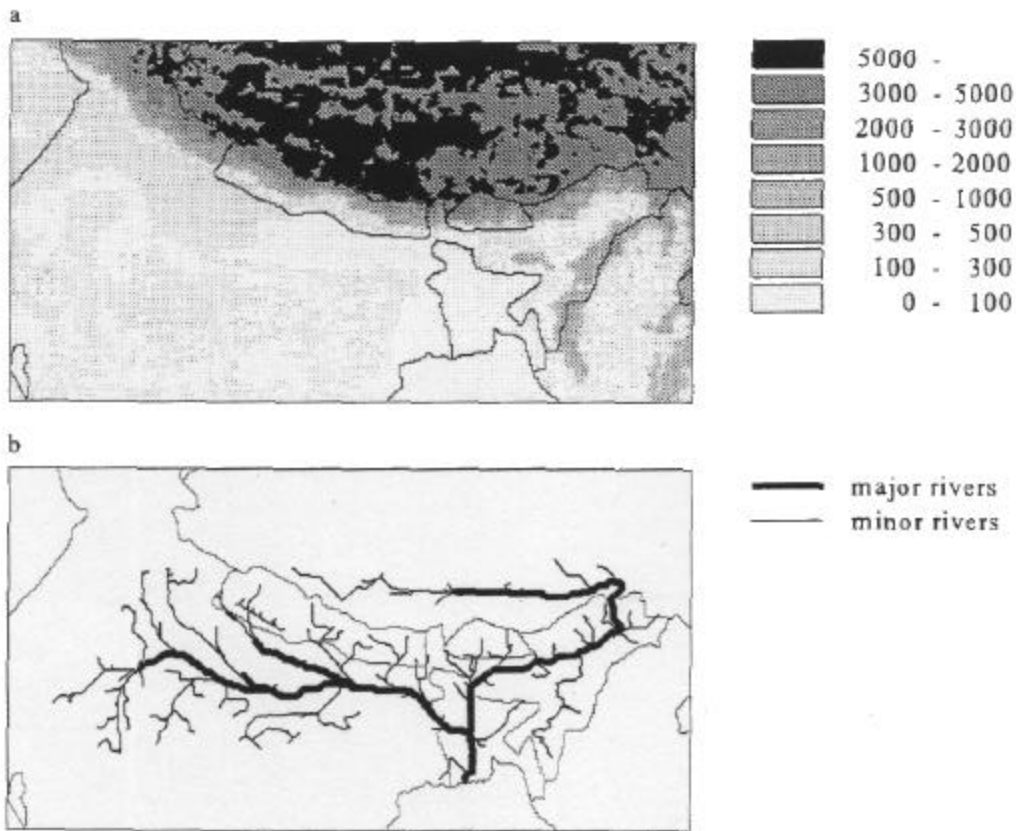 a
5000 -
3000 - 5000
2000 - 3000
1000 - 2000
500 - 1000
300 - 500
100 - 300
0 - 100
b
major rivers
minor rivers